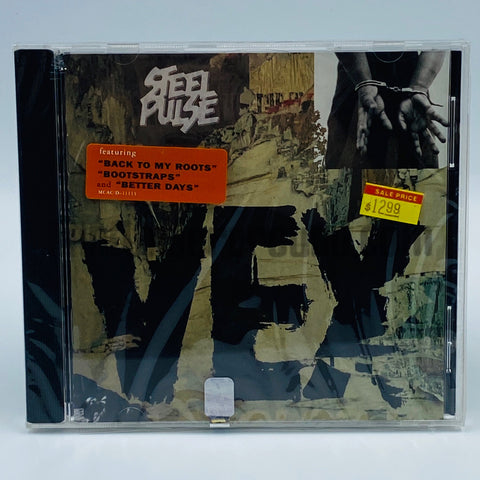 STEEL
PULSE
featuring
"BACK TO MY ROOTS"
"BOOTSTRAPS"
and "BETTER DAYS"
SALE PRICE
$12.99
VEX